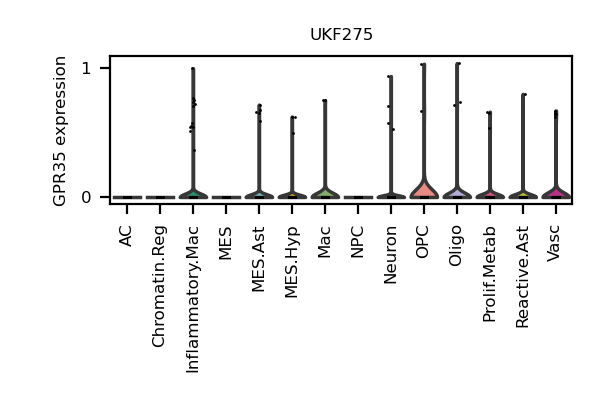 UKF275
GPR35 expression
1
0
AC
Chromatin.Reg
Inflammatory.Mac
MES
MES.Ast
MES.Hyp
Mac
NPC
Neuron
OPC
Oligo
Prolif.Metab
Reactive.Ast
Vasc